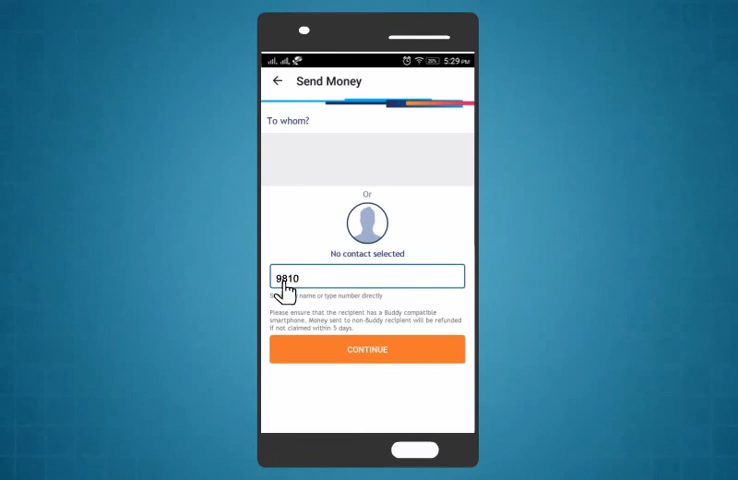 5:29 PM
Send Money
To whom?
Or
No contact selected
9810
name or type number directly
Please ensure that the recipient has a Buddy compatible
smartphone. Money sent to non-Buddy recipient will be refunded
if not claimed within 5 days.
CONTINUE